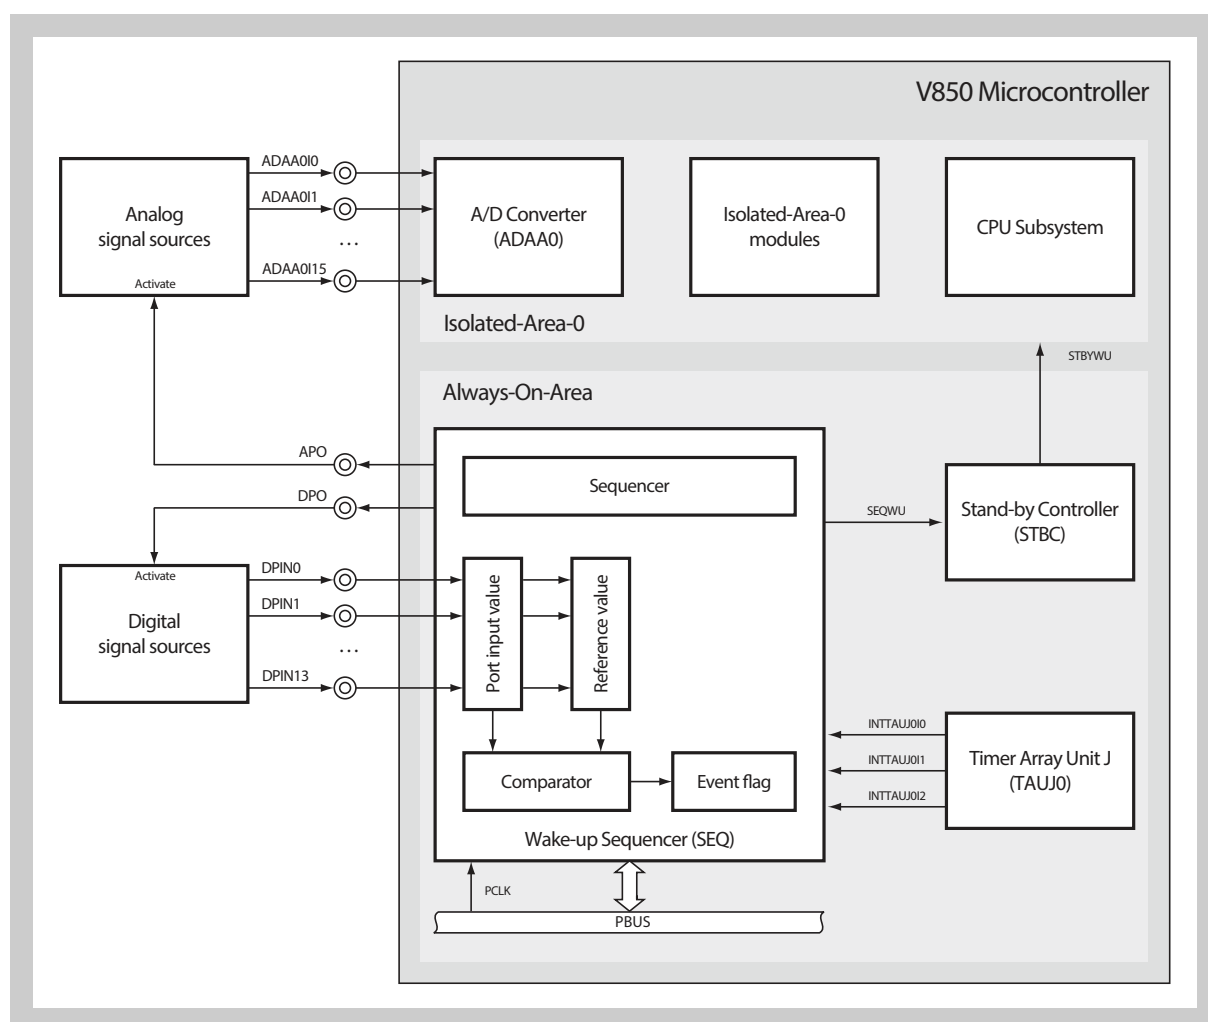 V850 Microcontroller
ADAA0I0
ADAA0I1
...
ADAA0I15
Analog
signal sources
Activate
A/D Converter
(ADAA0)
Isolated-Area-0
modules
CPU Subsystem
Isolated-Area-0
STBYWU
Always-On-Area
APO
DPO
Sequencer
SEQWU
Stand-by Controller
(STBC)
Activate
Digital
signal sources
DPIN0
DPIN1
...
DPIN13
Port input value
Reference value
Comparator
Event flag
INTTAUJ0I0
INTTAUJ0I1
INTTAUJ0I2
Timer Array Unit J
(TAUJ0)
Wake-up Sequencer (SEQ)
PCLK
PBUS